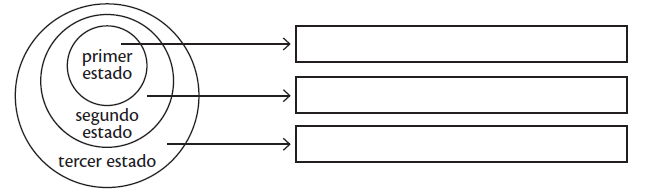 primer
estado
segundo
estado
tercer estado